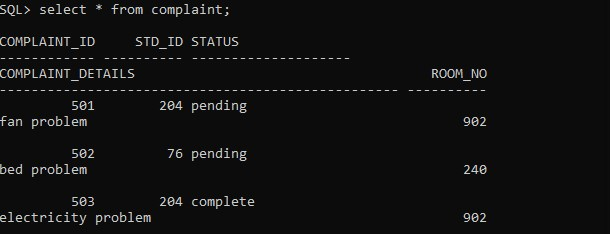 SQL> select * from complaint;
COMPLAINT_ID     STD_ID STATUS
------------ ---------- --------------------
COMPLAINT_DETAILS                                     ROOM_NO
-------------------------------------------------- ----------
         501        204 pending
fan problem                                               902
         502         76 pending
bed problem                                               240
         503        204 complete
electricity problem                                       902